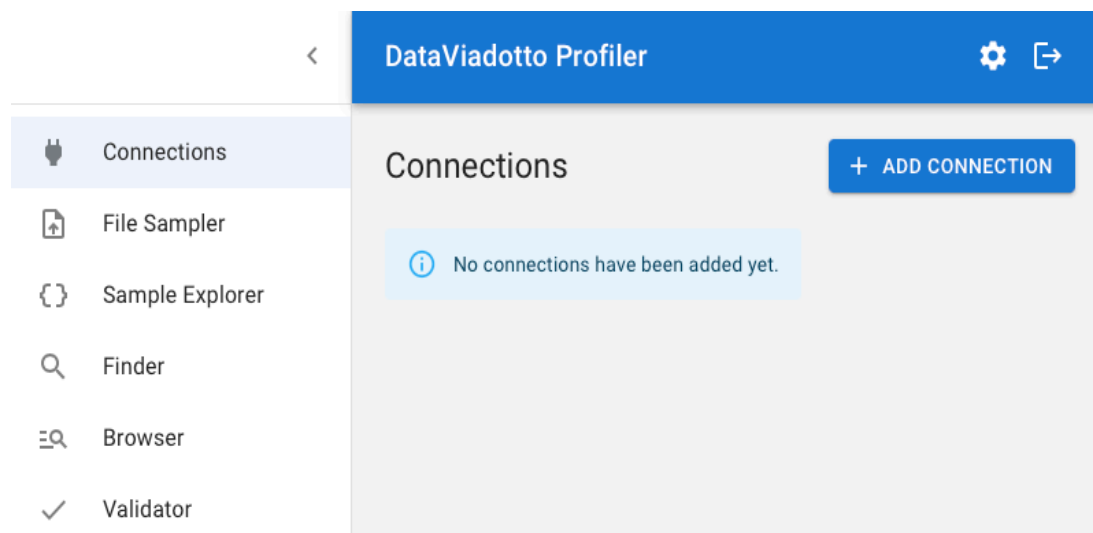 DataViadotto Profiler
Connections
File Sampler
Sample Explorer
Finder
Browser
Validator
Connections
+ ADD CONNECTION
No connections have been added yet.